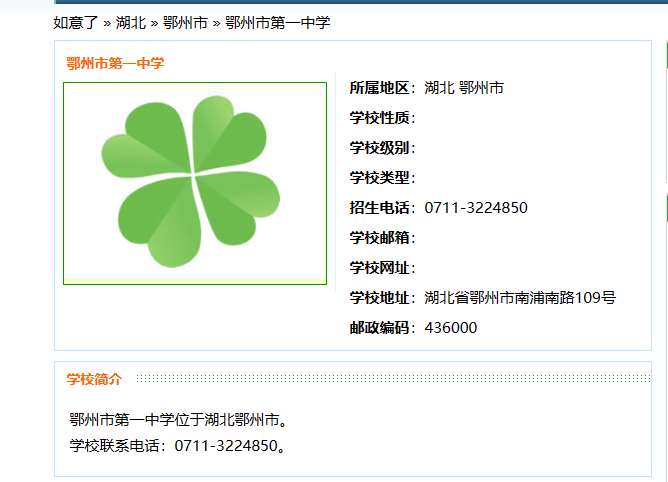 如意了 » 湖北 » 鄂州市 » 鄂州市第一中学
鄂州市第一中学
所属地区：湖北 鄂州市
学校性质：
学校级别：
学校类型：
招生电话：0711-3224850
学校邮箱：
学校网址：
学校地址：湖北省鄂州市南浦南路109号
邮政编码：436000
学校简介
鄂州市第一中学位于湖北鄂州市。
学校联系电话：0711-3224850。